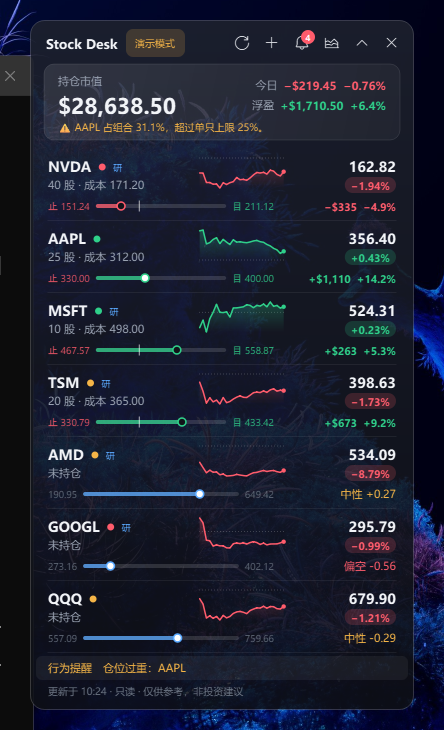 Stock Desk 演示模式 4
持仓市值
$28,638.50
今日 −$219.45 −0.76%
浮盈 +$1,710.50 +6.4%
AAPL 占组合 31.1%，超过单只上限 25%。
NVDA 研 162.82
40 股 · 成本 171.20 −1.94%
止 151.24 目 211.12 −$335 −4.9%
AAPL 356.40
25 股 · 成本 312.00 +0.43%
止 330.00 目 400.00 +$1,110 +14.2%
MSFT 研 524.31
10 股 · 成本 498.00 +0.23%
止 467.57 目 558.87 +$263 +5.3%
TSM 研 398.63
20 股 · 成本 365.00 −1.73%
止 330.79 目 433.42 +$673 +9.2%
AMD 研 534.09
未持仓 −8.79%
190.95 649.42 中性 +0.27
GOOGL 研 295.79
未持仓 −0.99%
273.16 402.12 偏空 -0.56
QQQ 679.90
未持仓 −1.21%
557.09 759.66 中性 -0.29
行为提醒 仓位过重：AAPL
更新于 10:24 · 只读 · 仅供参考，非投资建议